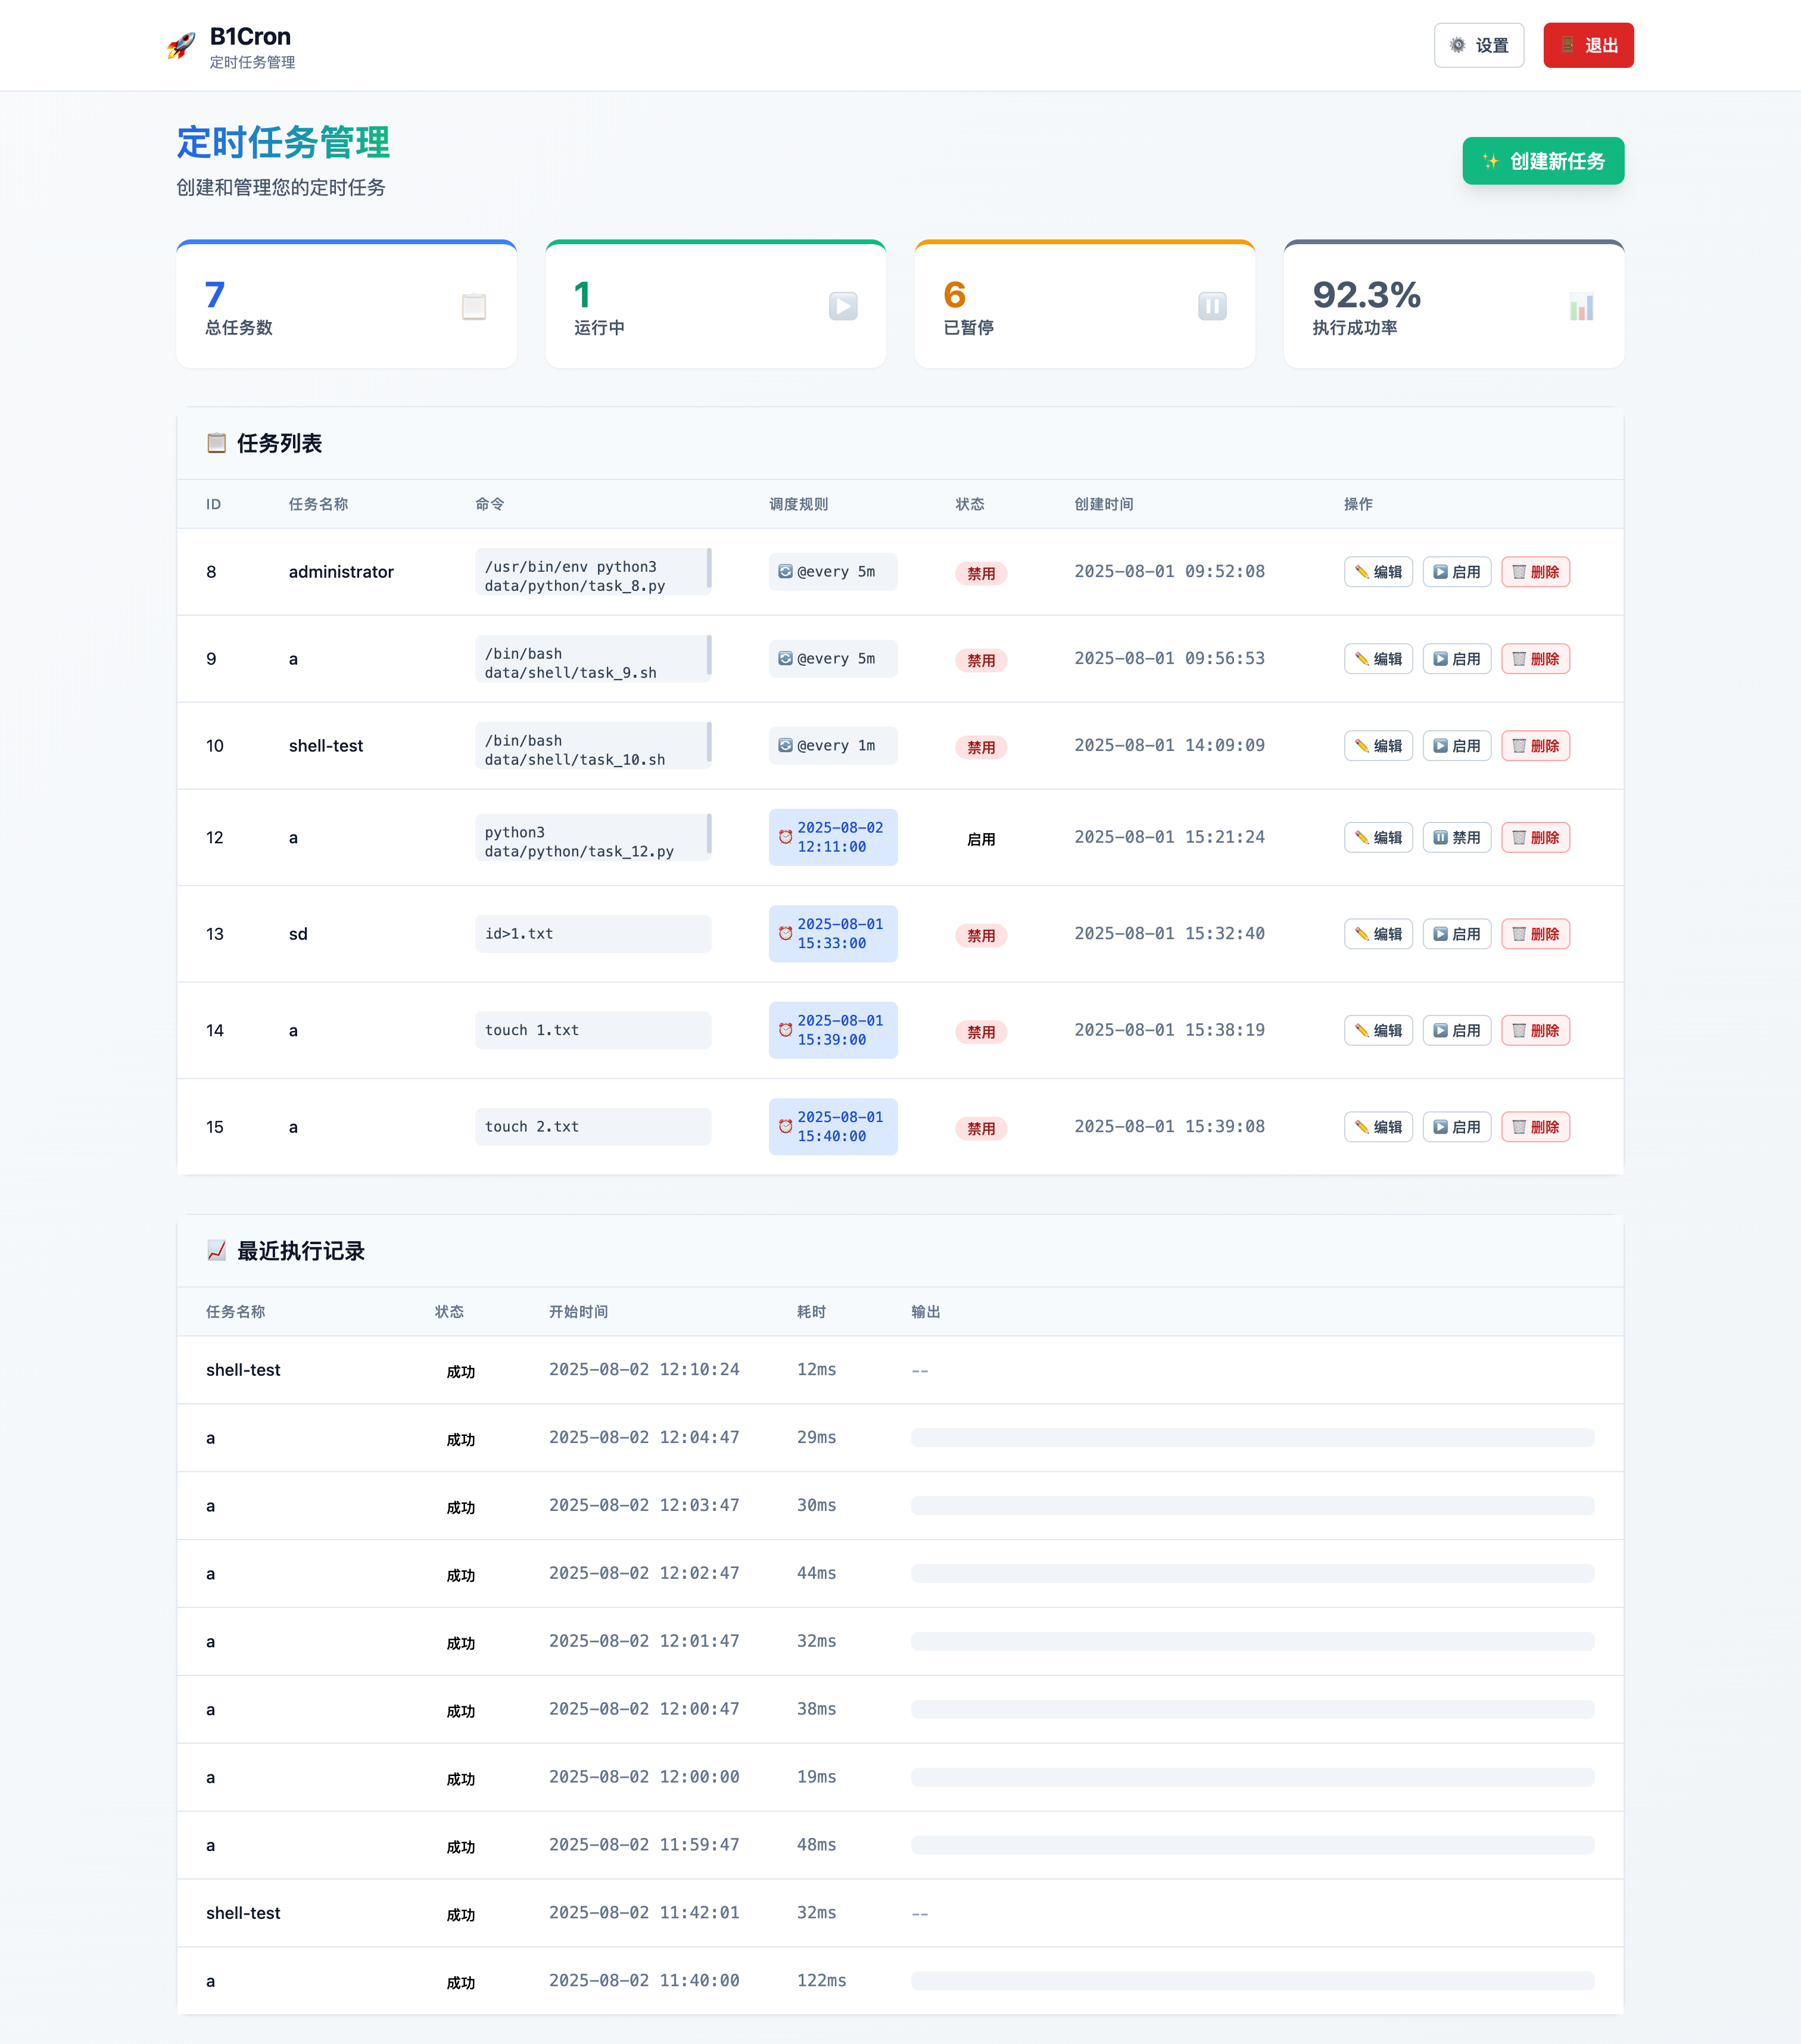 B1Cron
定时任务管理
设置
退出
定时任务管理
创建和管理您的定时任务
创建新任务
7
总任务数
1
运行中
6
已暂停
92.3%
执行成功率
任务列表
ID 任务名称 命令 调度规则 状态 创建时间 操作
8 administrator /usr/bin/env python3 data/python/task_8.py @every 5m 禁用 2025-08-01 09:52:08 编辑 启用 删除
9 a /bin/bash data/shell/task_9.sh @every 5m 禁用 2025-08-01 09:56:53 编辑 启用 删除
10 shell-test /bin/bash data/shell/task_10.sh @every 1m 禁用 2025-08-01 14:09:09 编辑 启用 删除
12 a python3 data/python/task_12.py 2025-08-02 12:11:00 启用 2025-08-01 15:21:24 编辑 禁用 删除
13 sd id>1.txt 2025-08-01 15:33:00 禁用 2025-08-01 15:32:40 编辑 启用 删除
14 a touch 1.txt 2025-08-01 15:39:00 禁用 2025-08-01 15:38:19 编辑 启用 删除
15 a touch 2.txt 2025-08-01 15:40:00 禁用 2025-08-01 15:39:08 编辑 启用 删除
最近执行记录
任务名称 状态 开始时间 耗时 输出
shell-test 成功 2025-08-02 12:10:24 12ms --
a 成功 2025-08-02 12:04:47 29ms
a 成功 2025-08-02 12:03:47 30ms
a 成功 2025-08-02 12:02:47 44ms
a 成功 2025-08-02 12:01:47 32ms
a 成功 2025-08-02 12:00:47 38ms
a 成功 2025-08-02 12:00:00 19ms
a 成功 2025-08-02 11:59:47 48ms
shell-test 成功 2025-08-02 11:42:01 32ms --
a 成功 2025-08-02 11:40:00 122ms